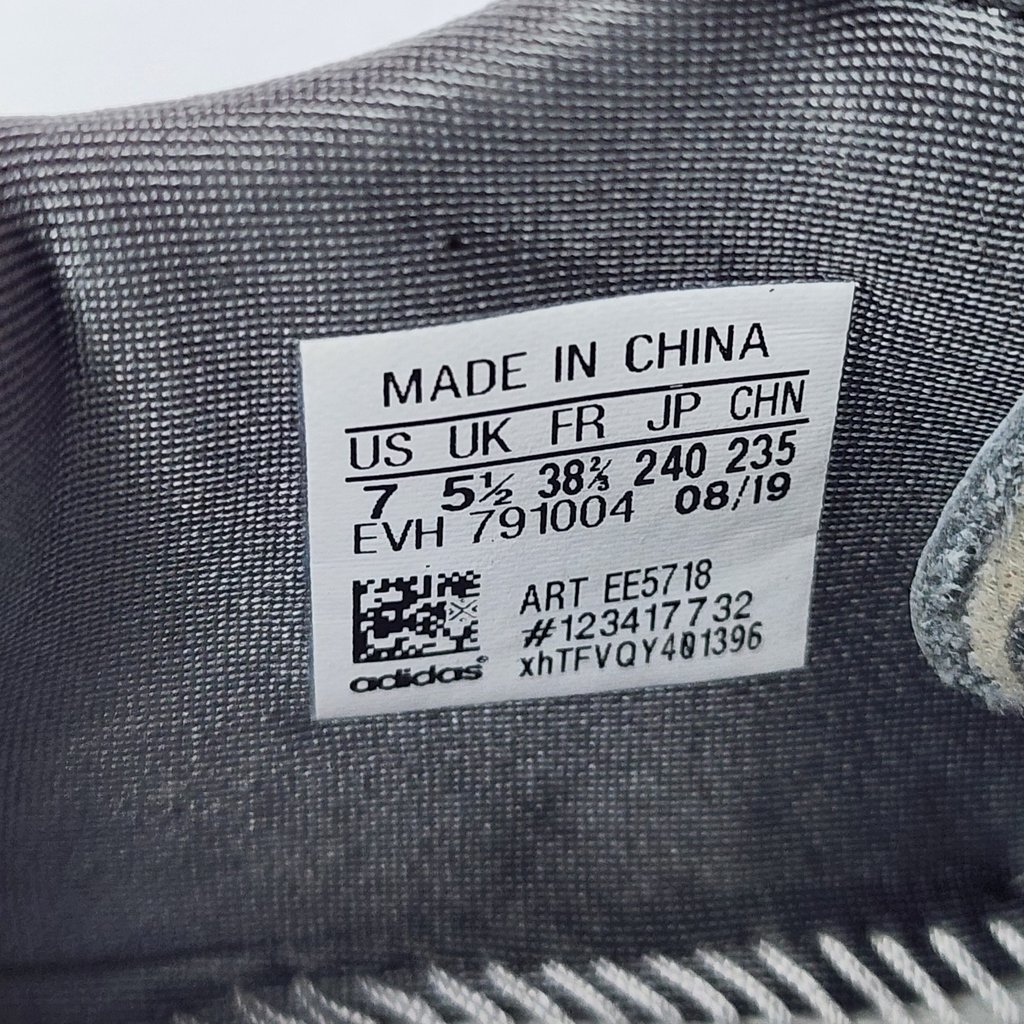 MADE IN CHINA
US UK FR JP CHN
7 5½ 38⅔ 240 235
EVH 791004 08/19
ART EE5718
#123417732
xhTFVQY401396
adidas®